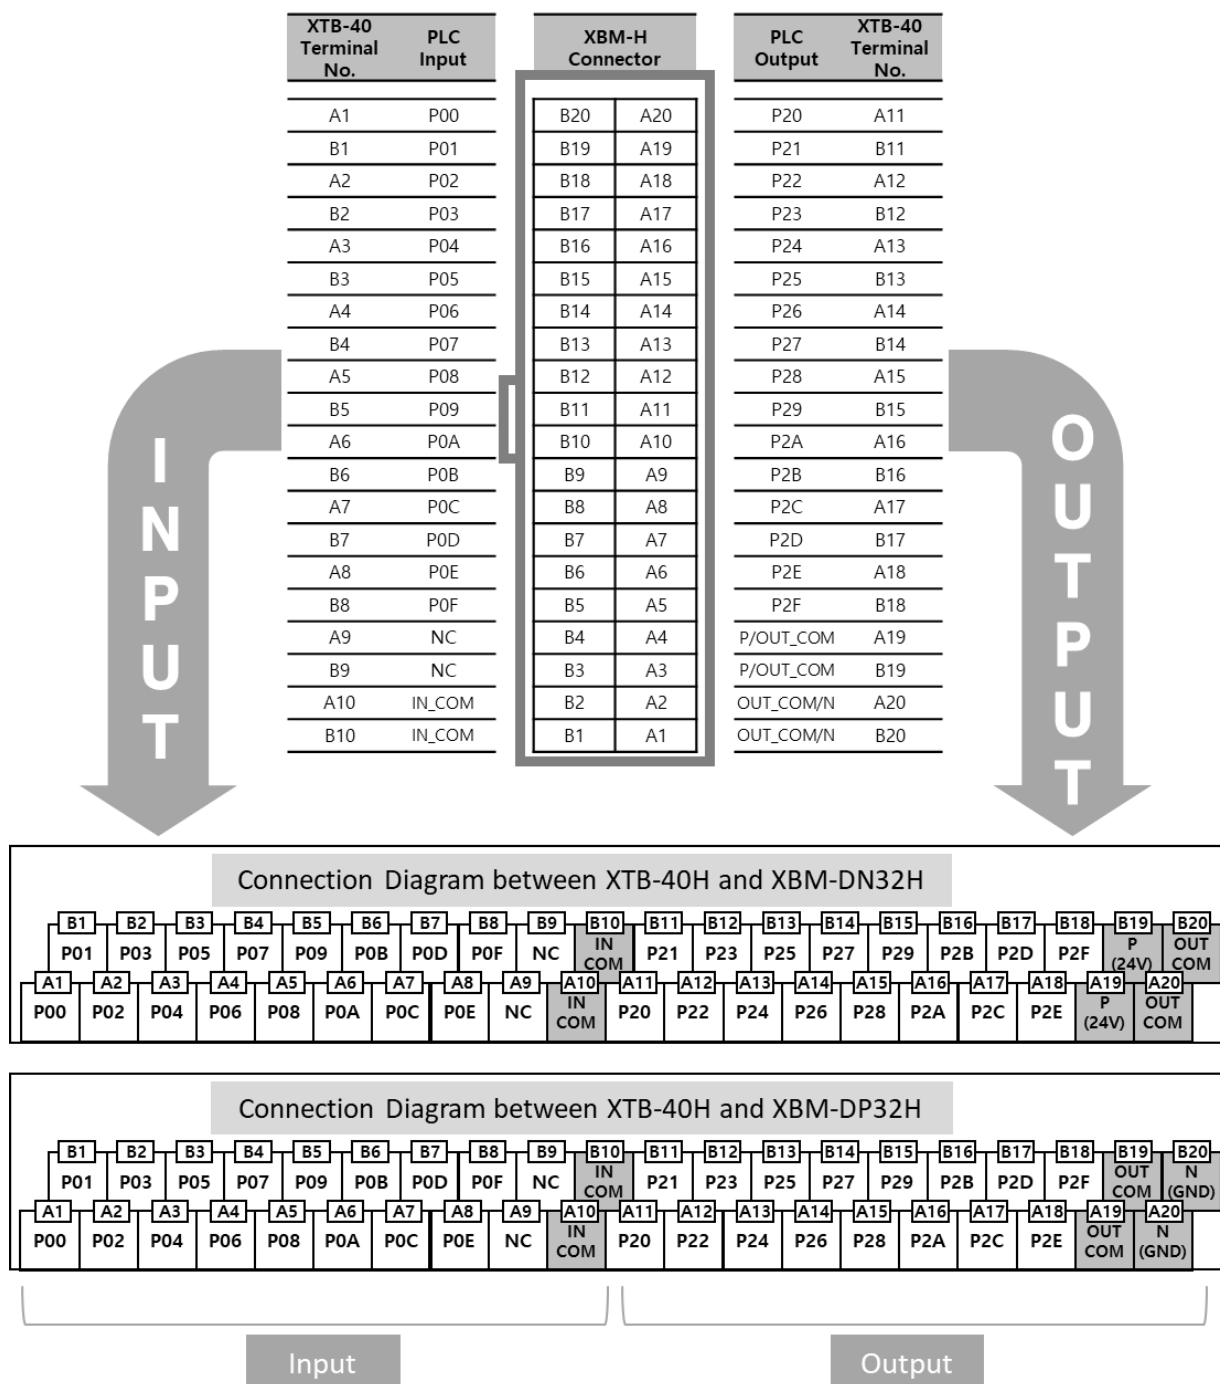 XTB-40 Terminal No. PLC Input XBM-H Connector PLC Output XTB-40 Terminal No.
A1 P00 B20 A20 P20 A11
B1 P01 B19 A19 P21 B11
A2 P02 B18 A18 P22 A12
B2 P03 B17 A17 P23 B12
A3 P04 B16 A16 P24 A13
B3 P05 B15 A15 P25 B13
A4 P06 B14 A14 P26 A14
B4 P07 B13 A13 P27 B14
A5 P08 B12 A12 P28 A15
B5 P09 B11 A11 P29 B15
A6 P0A B10 A10 P2A A16
B6 P0B B9 A9 P2B B16
A7 P0C B8 A8 P2C A17
B7 P0D B7 A7 P2D B17
A8 P0E B6 A6 P2E A18
B8 P0F B5 A5 P2F B18
A9 NC B4 A4 P/OUT_COM A19
B9 NC B3 A3 P/OUT_COM B19
A10 IN_COM B2 A2 OUT_COM/N A20
B10 IN_COM B1 A1 OUT_COM/N B20
INPUT
OUTPUT
Connection Diagram between XTB-40H and XBM-DN32H
B1 B2 B3 B4 B5 B6 B7 B8 B9 B10 B11 B12 B13 B14 B15 B16 B17 B18 B19 B20
P01 P03 P05 P07 P09 P0B P0D P0F NC IN COM P21 P23 P25 P27 P29 P2B P2D P2F P (24V) OUT COM
A1 A2 A3 A4 A5 A6 A7 A8 A9 A10 A11 A12 A13 A14 A15 A16 A17 A18 A19 A20
P00 P02 P04 P06 P08 P0A P0C P0E NC IN COM P20 P22 P24 P26 P28 P2A P2C P2E P (24V) OUT COM
Connection Diagram between XTB-40H and XBM-DP32H
B1 B2 B3 B4 B5 B6 B7 B8 B9 B10 B11 B12 B13 B14 B15 B16 B17 B18 B19 B20
P01 P03 P05 P07 P09 P0B P0D P0F NC IN COM P21 P23 P25 P27 P29 P2B P2D P2F OUT COM N (GND)
A1 A2 A3 A4 A5 A6 A7 A8 A9 A10 A11 A12 A13 A14 A15 A16 A17 A18 A19 A20
P00 P02 P04 P06 P08 P0A P0C P0E NC IN COM P20 P22 P24 P26 P28 P2A P2C P2E OUT COM N (GND)
Input Output